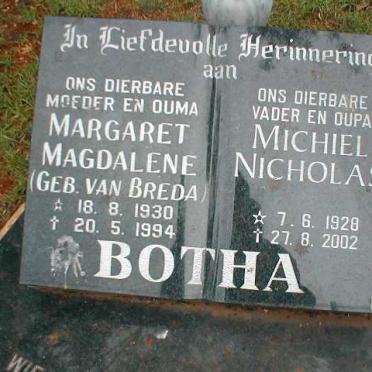 In Liefdevolle Herinnering
aan
ONS DIERBARE
MOEDER EN OUMA
MARGARET
MAGDALENE
(GEB. VAN BREDA)
☆ 18. 8. 1930
† 20. 5. 1994
ONS DIERBARE
VADER EN OUPA
MICHIEL
NICHOLAS
☆ 7. 6. 1928
† 27. 8. 2002
BOTHA